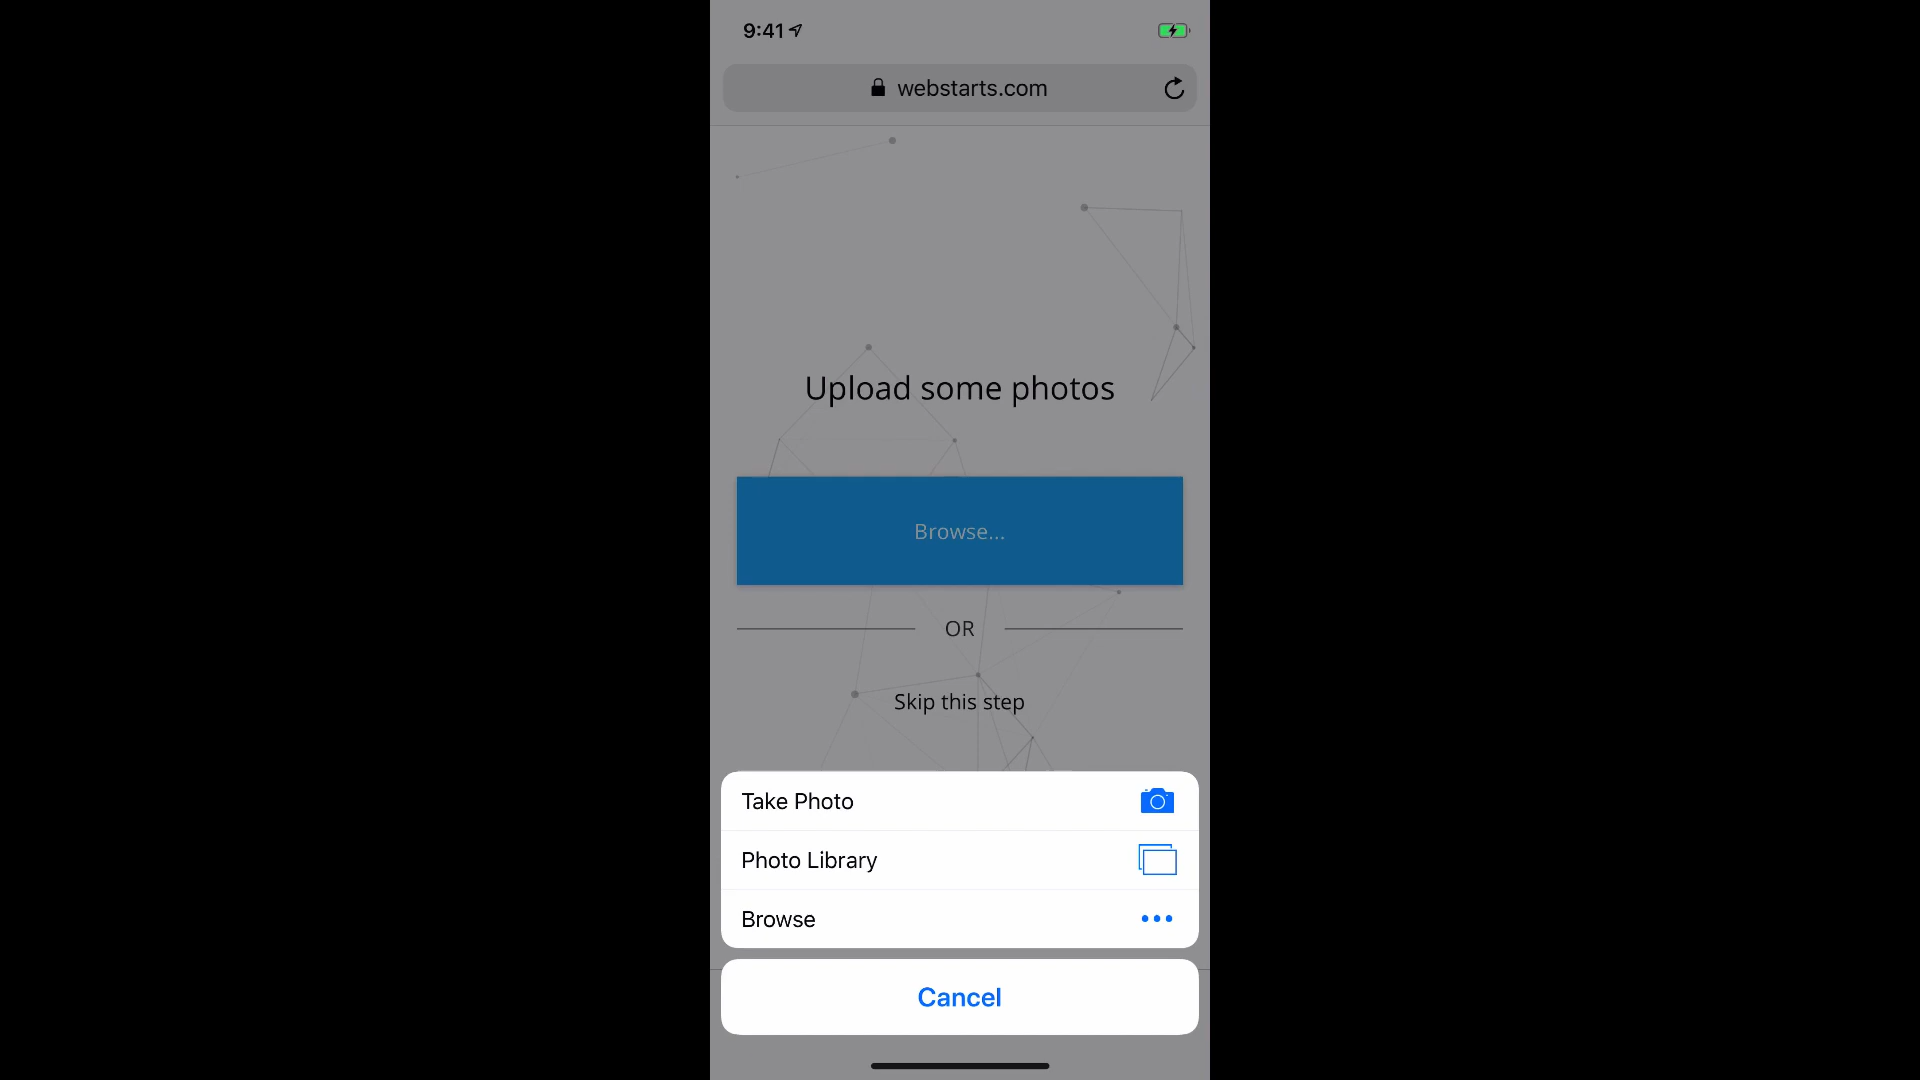 9:41
webstarts.com
Upload some photos
Browse...
OR
Skip this step
Take Photo
Photo Library
Browse
Cancel